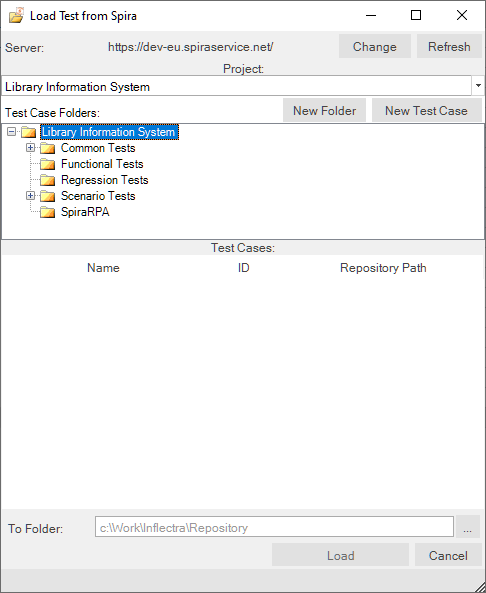 Load Test from Spira
Server: https://dev-eu.spiraservice.net/ Change Refresh
Project:
Library Information System
Test Case Folders: New Folder New Test Case
Library Information System
Common Tests
Functional Tests
Regression Tests
Scenario Tests
SpiraRPA
Test Cases:
Name ID Repository Path
To Folder: c:\Work\Inflectra\Repository ...
Load Cancel